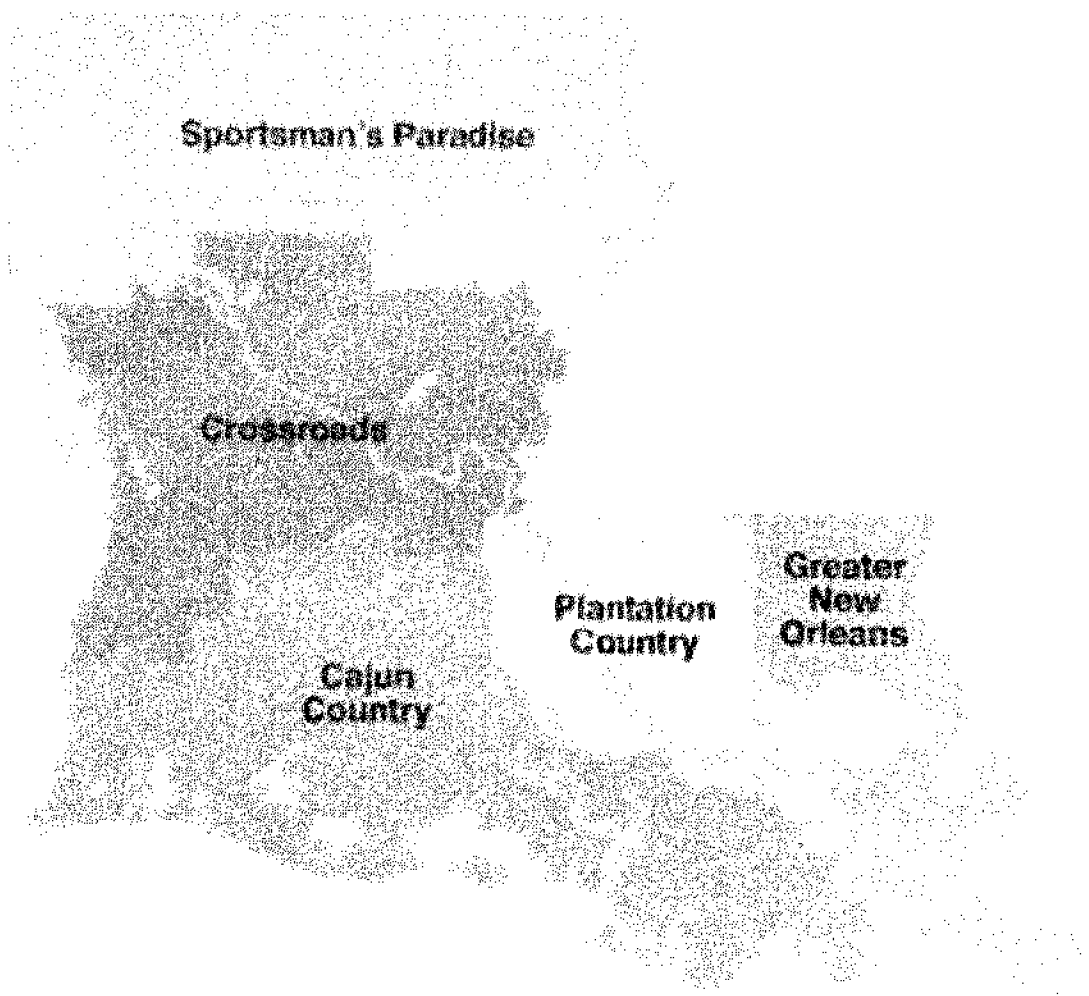 Sportsman's Paradise
Crossroads
Greater
New
Orleans
Plantation
Country
Cajun
Country